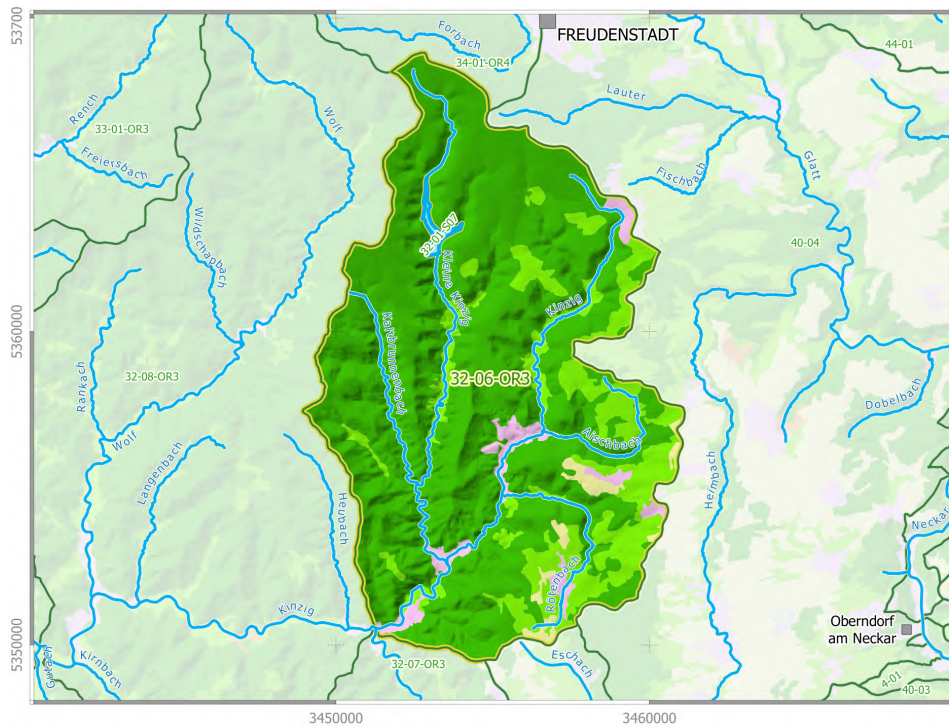 53700
Forbach
FREUDENSTADT
44-01
34-01-OR4
Rench
33-01-OR3
Wolf
Lauter
Freiersbach
Fischbach
Glatt
Wildschapbach
32-01-S07
40-04
Kleine Kinzig
Kinzig
5360000
Kaltbrunnenbach
Rankach
32-08-OR3
32-06-OR3
Dobelbach
Wolf
Aischbach
Langenbach
Heimbach
Heubach
Neckar
Rötenbach
Kinzig
Oberndorf
am Neckar
5350000
Gutach
Kirnbach
32-07-OR3
Eschach
4-01
40-03
3450000
3460000